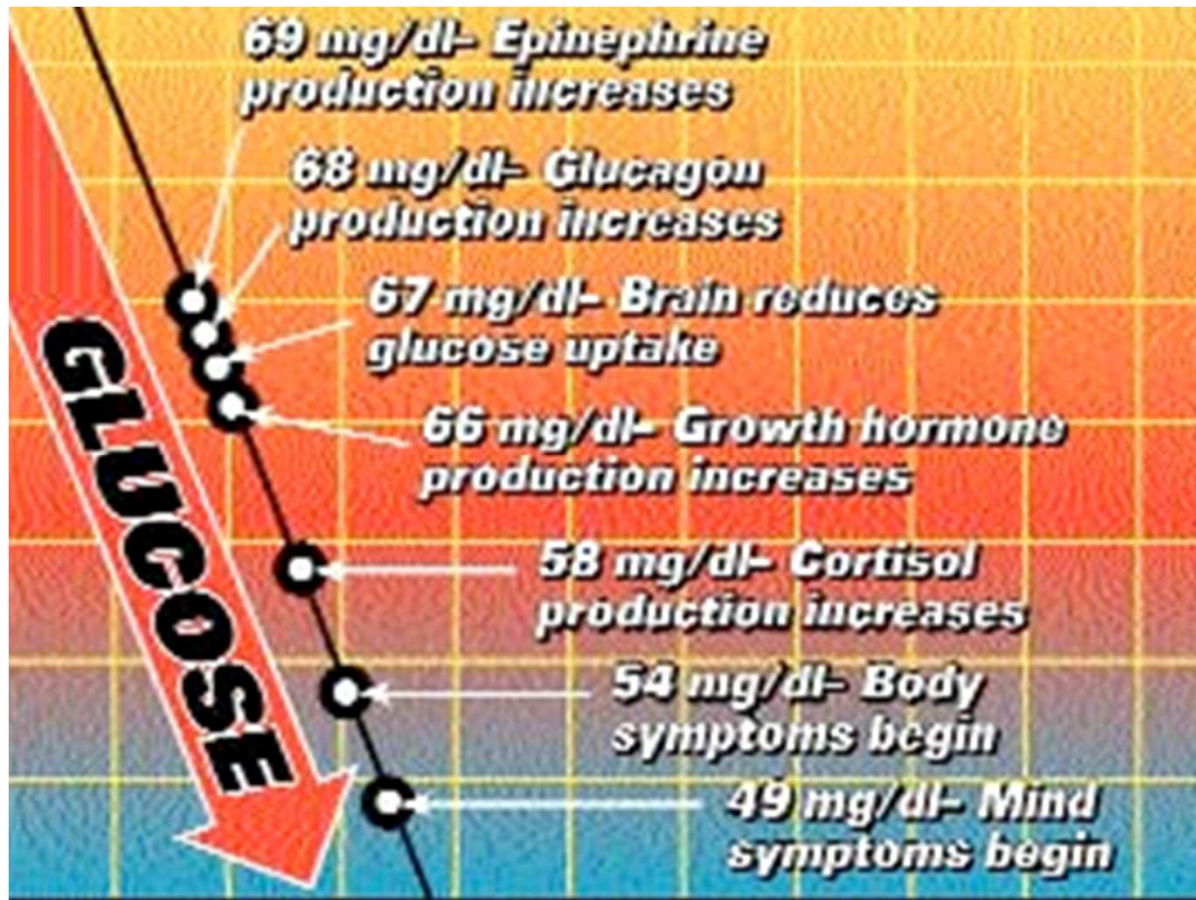 69 mg/dl– Epinephrine
production increases
68 mg/dl– Glucagon
production increases
67 mg/dl– Brain reduces
glucose uptake
66 mg/dl– Growth hormone
production increases
58 mg/dl– Cortisol
production increases
54 mg/dl– Body
symptoms begin
49 mg/dl– Mind
symptoms begin
GLUCOSE